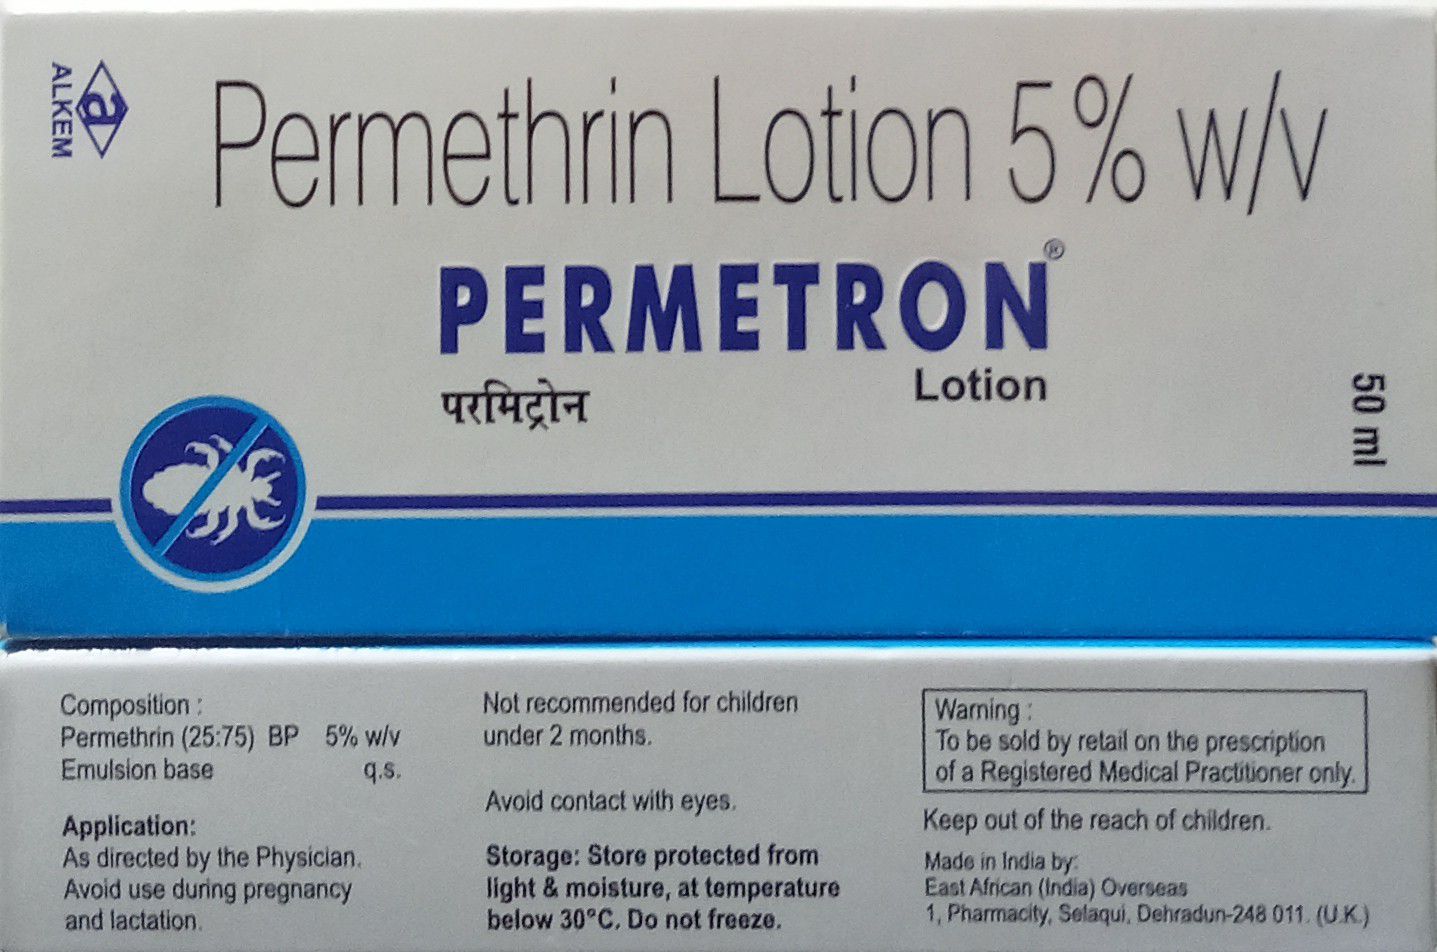 ALKEM
a
Permethrin Lotion 5% w/v
PERMETRON®
परमिट्रोन
Lotion
50 ml
Composition :
Permethrin (25:75) BP 5% w/v
Emulsion base q.s.
Application:
As directed by the Physician.
Avoid use during pregnancy
and lactation.
Not recommended for children
under 2 months.
Avoid contact with eyes.
Storage: Store protected from
light & moisture, at temperature
below 30°C. Do not freeze.
Warning :
To be sold by retail on the prescription
of a Registered Medical Practitioner only.
Keep out of the reach of children.
Made in India by:
East African (India) Overseas
1, Pharmacity, Selaqui, Dehradun-248 011. (U.K.)